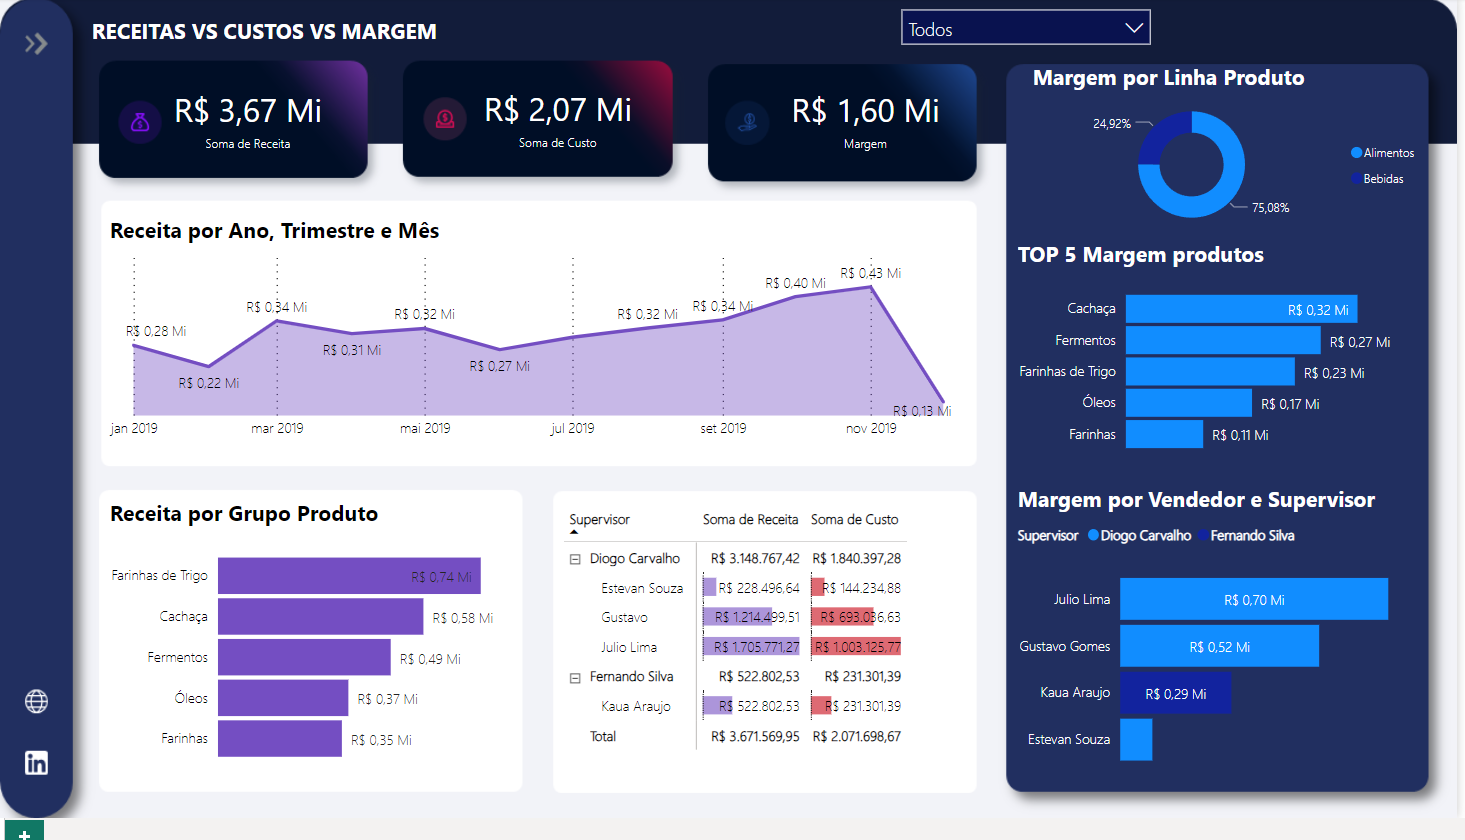 RECEITAS VS CUSTOS VS MARGEM
Todos
R$ 3,67 Mi
Soma de Receita
R$ 2,07 Mi
Soma de Custo
R$ 1,60 Mi
Margem
Receita por Ano, Trimestre e Mês
R$ 0,28 Mi
R$ 0,22 Mi
R$ 0,34 Mi
R$ 0,31 Mi
R$ 0,32 Mi
R$ 0,27 Mi
R$ 0,32 Mi
R$ 0,34 Mi
R$ 0,40 Mi
R$ 0,43 Mi
R$ 0,13 Mi
jan 2019
mar 2019
mai 2019
jul 2019
set 2019
nov 2019
Receita por Grupo Produto
Farinhas de Trigo R$ 0,74 Mi
Cachaça R$ 0,58 Mi
Fermentos R$ 0,49 Mi
Óleos R$ 0,37 Mi
Farinhas R$ 0,35 Mi
Supervisor Soma de Receita Soma de Custo
Diogo Carvalho R$ 3.148.767,42 R$ 1.840.397,28
Estevan Souza R$ 228.496,64 R$ 144.234,88
Gustavo R$ 1.214.499,51 R$ 693.036,63
Julio Lima R$ 1.705.771,27 R$ 1.003.125,77
Fernando Silva R$ 522.802,53 R$ 231.301,39
Kaua Araujo R$ 522.802,53 R$ 231.301,39
Total R$ 3.671.569,95 R$ 2.071.698,67
Margem por Linha Produto
24,92%
75,08%
Alimentos
Bebidas
TOP 5 Margem produtos
Cachaça R$ 0,32 Mi
Fermentos R$ 0,27 Mi
Farinhas de Trigo R$ 0,23 Mi
Óleos R$ 0,17 Mi
Farinhas R$ 0,11 Mi
Margem por Vendedor e Supervisor
Supervisor Diogo Carvalho Fernando Silva
Julio Lima R$ 0,70 Mi
Gustavo Gomes R$ 0,52 Mi
Kaua Araujo R$ 0,29 Mi
Estevan Souza
in
+